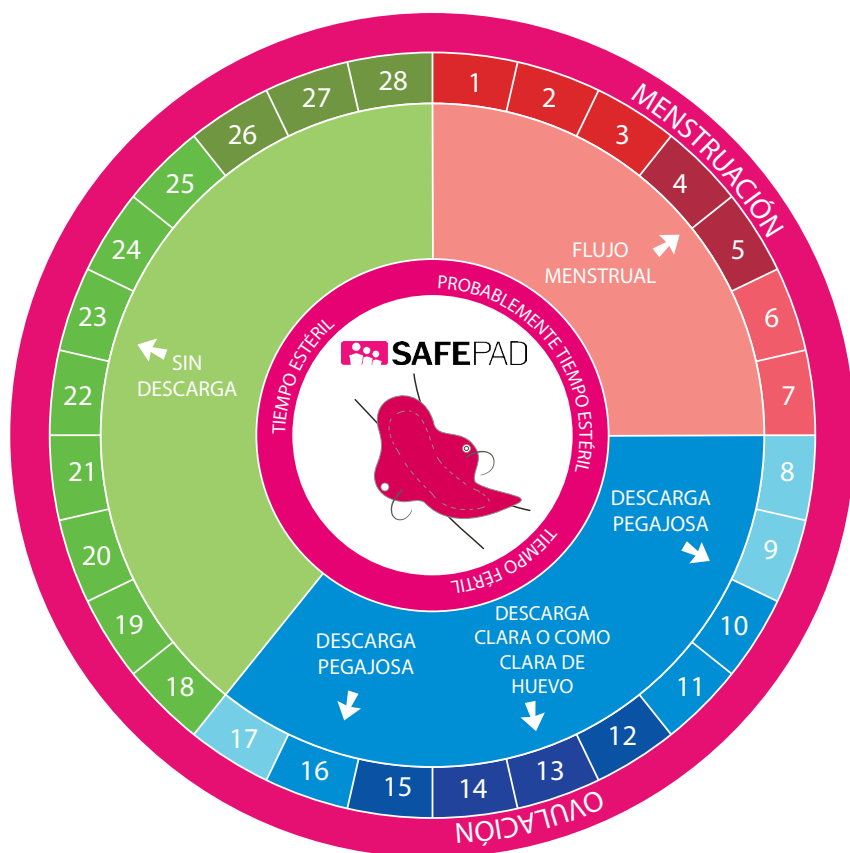 MENSTRUACIÓN
1
2
3
4
5
6
7
8
9
10
11
12
13
14
15
16
17
18
19
20
21
22
23
24
25
26
27
28
OVULACIÓN
FLUJO
MENSTRUAL
DESCARGA
PEGAJOSA
DESCARGA
CLARA O COMO
CLARA DE
HUEVO
DESCARGA
PEGAJOSA
SIN
DESCARGA
PROBABLEMENTE TIEMPO ESTÉRIL
TIEMPO FÉRTIL
TIEMPO ESTÉRIL
SAFEPAD